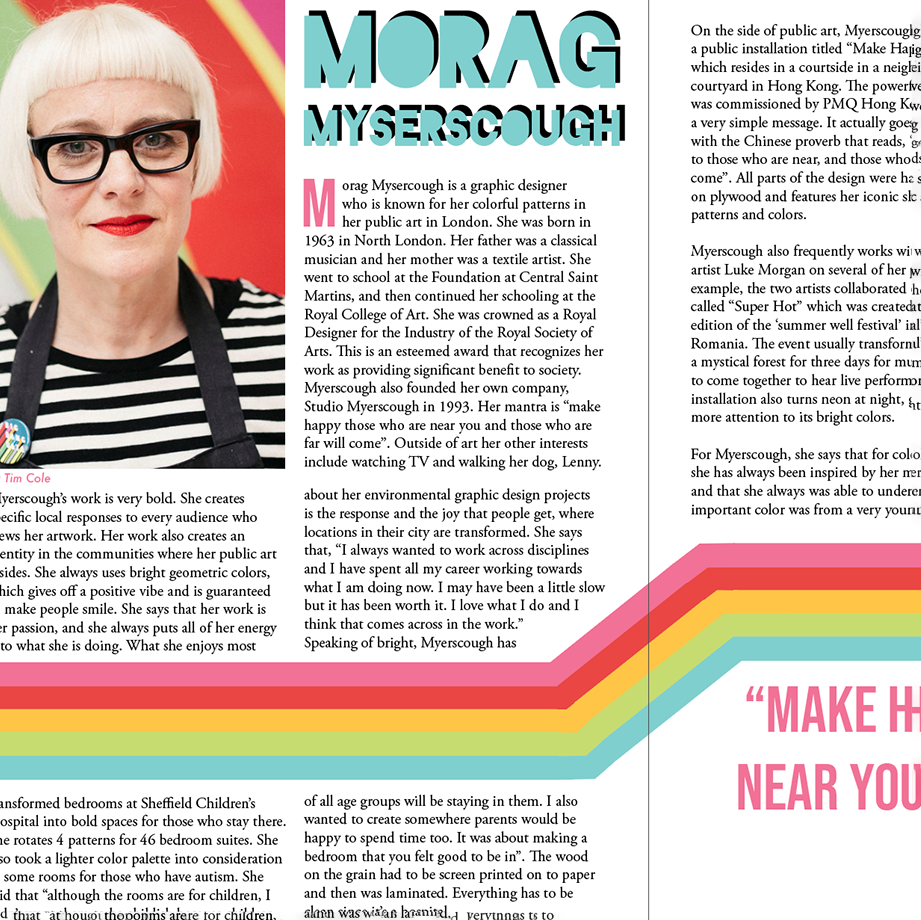 MORAG
MYSERSCOUGH
Morag Mysercough is a graphic designer
who is known for her colorful patterns in
her public art in London. She was born in
1963 in North London. Her father was a classical
musician and her mother was a textile artist. She
went to school at the Foundation at Central Saint
Martins, and then continued her schooling at the
Royal College of Art. She was crowned as a Royal
Designer for the Industry of the Royal Society of
Arts. This is an esteemed award that recognizes her
work as providing significant benefit to society.
Myerscough also founded her own company,
Studio Myerscough in 1993. Her mantra is “make
happy those who are near you and those who are
far will come”. Outside of art her other interests
include watching TV and walking her dog, Lenny.
Tim Cole
yerscough’s work is very bold. She creates
ecific local responses to every audience who
ews her artwork. Her work also creates an
entity in the communities where her public art
sides. She always uses bright geometric colors,
hich gives off a positive vibe and is guaranteed
make people smile. She says that her work is
er passion, and she always puts all of her energy
to what she is doing. What she enjoys most
about her environmental graphic design projects
is the response and the joy that people get, where
locations in their city are transformed. She says
that, “I always wanted to work across disciplines
and I have spent all my career working towards
what I am doing now. I may have been a little slow
but it has been worth it. I love what I do and I
think that comes across in the work.”
Speaking of bright, Myerscough has
ansformed bedrooms at Sheffield Children’s
ospital into bold spaces for those who stay there.
he rotates 4 patterns for 46 bedroom suites. She
so took a lighter color palette into consideration
some rooms for those who have autism. She
id that “although the rooms are for children, I
of all age groups will be staying in them. I also
wanted to create somewhere parents would be
happy to spend time too. It was about making a
bedroom that you felt good to be in”. The wood
on the grain had to be screen printed on to paper
and then was laminated. Everything has to be
On the side of public art, Myerscough
a public installation titled “Make
which resides in a courtside in a
courtyard in Hong Kong. The
was commissioned by PMQ Hong
a very simple message. It actually goes
with the Chinese proverb that reads,
to those who are near, and those who
come”. All parts of the design were
on plywood and features her iconic
patterns and colors.
Myerscough also frequently works
artist Luke Morgan on several of her
example, the two artists collaborated
called “Super Hot” which was created
edition of the ‘summer well festival’
Romania. The event usually
a mystical forest for three days for
to come together to hear live
installation also turns neon at night,
more attention to its bright colors.
For Myerscough, she says that for
she has always been inspired by her
and that she always was able to
important color was from a very
“MAKE
NEAR YOU